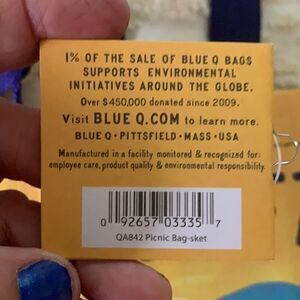 1% OF THE SALE OF BLUE Q BAGS
SUPPORTS ENVIRONMENTAL
INITIATIVES AROUND THE GLOBE.
Over $450,000 donated since 2009.
Visit BLUE Q.COM to learn more.
BLUE Q • PITTSFIELD • MASS • USA
Manufactured in a facility monitored & recognized for:
employee care, product quality & environmental responsibility.
0 92657 03335 7
QA842 Picnic Bag-sket